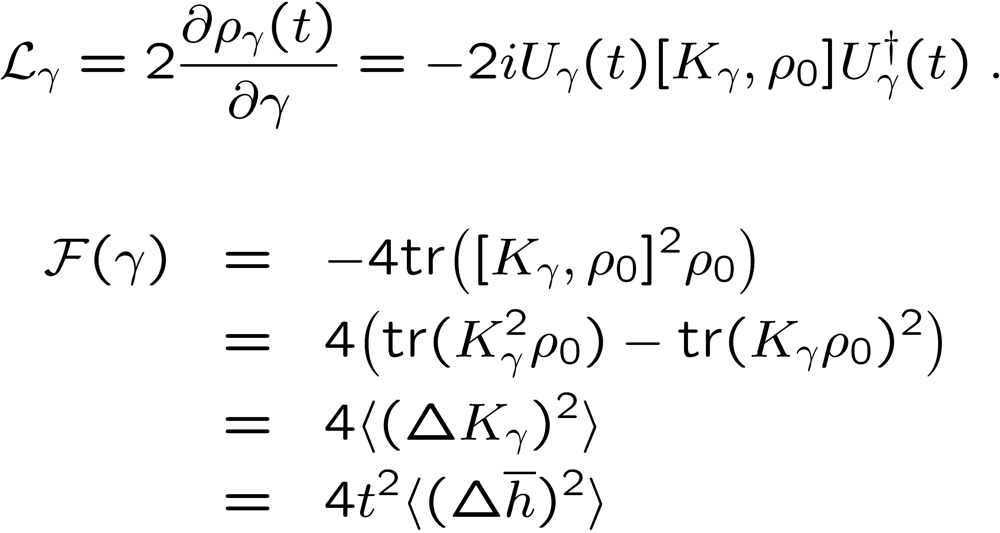 ℒ_γ = 2 ∂ρ_γ(t)/∂γ = −2iU_γ(t)[K_γ, ρ_0]U_γ^†(t) .
ℱ(γ) = −4tr([K_γ, ρ_0]^2 ρ_0)
= 4(tr(K_γ^2 ρ_0) − tr(K_γ ρ_0)^2)
= 4⟨(ΔK_γ)^2⟩
= 4t^2⟨(Δh̅)^2⟩